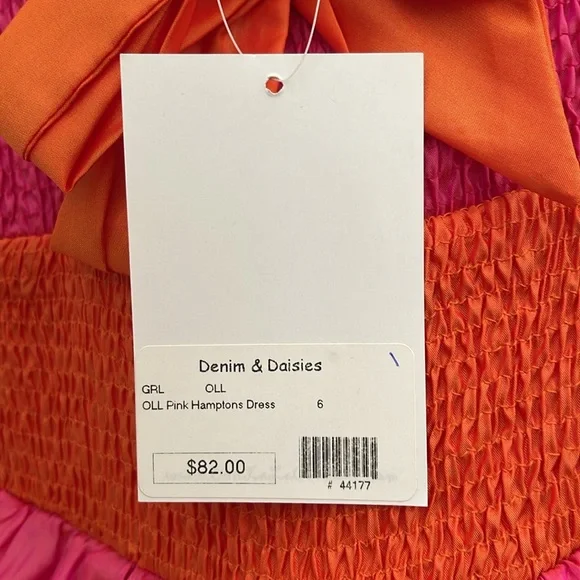 Denim & Daisies
GRL OLL
OLL Pink Hamptons Dress 6
$82.00
# 44177